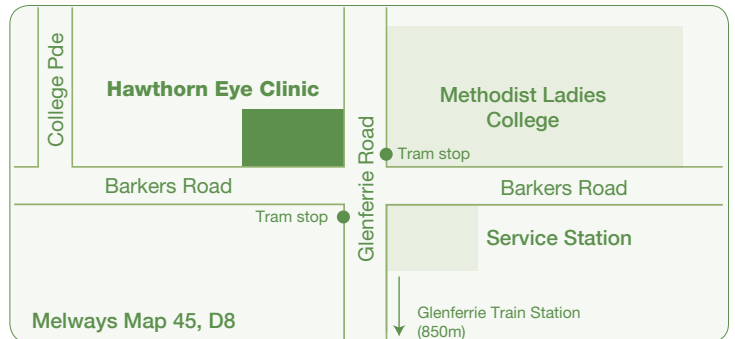 College Pde
Hawthorn Eye Clinic
Methodist Ladies
College
Glenferrie Road
Tram stop
Barkers Road
Barkers Road
Tram stop
Service Station
Melways Map 45, D8
Glenferrie Train Station
(850m)